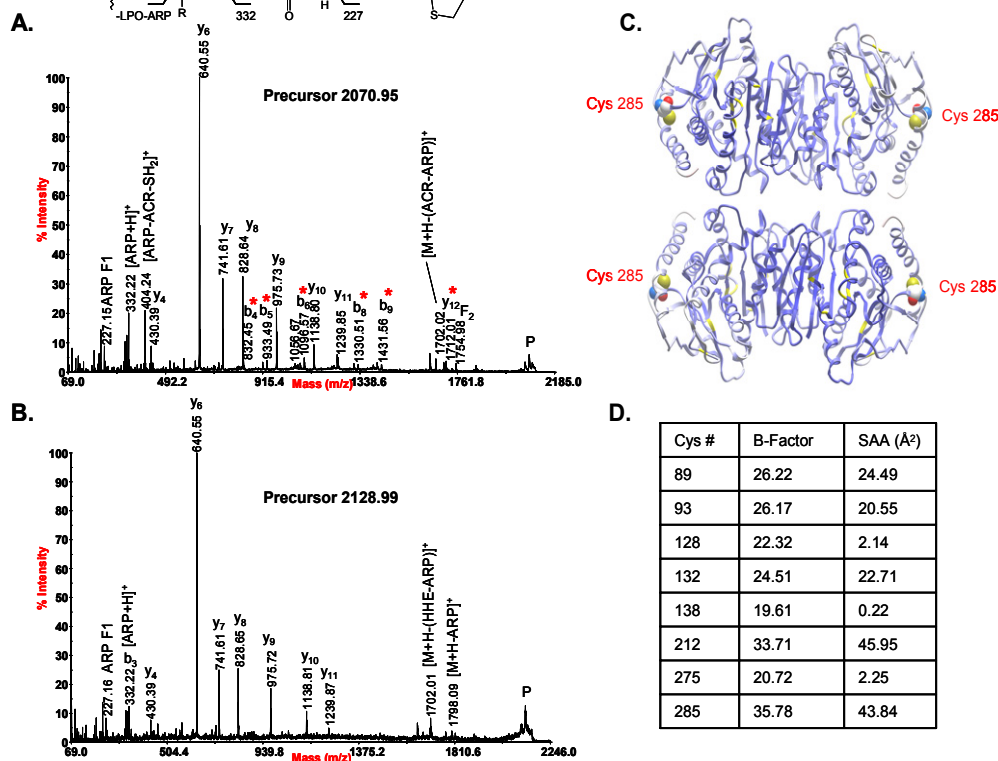 -LPO-ARP R 332 O H 227
S
A.
y6
640.55
Precursor 2070.95
% Intensity
100
90
80
70
60
50
40
30
20
10
0
227.15 ARP F1
332.22 [ARP+H]+
404.24 [ARP-ACR-SH2]+
430.39 y4
y7
741.61
y8
828.64
* b4
832.45
* b5
933.49
y9
975.73
1056.67
* b6
1096.57
y10
1138.80
y11
1239.85
* b8
1330.51
* b9
1431.56
[M+H-(ACR-ARP)]+
1702.02
* y12
1712.01
F2
1754.98
P
69.0 492.2 915.4 1338.6 1761.8 2185.0
Mass (m/z)
B.
y6
640.55
Precursor 2128.99
% Intensity
100
90
80
70
60
50
40
30
20
10
0
227.16 ARP F1
b3
332.22 [ARP+H]+
430.39 y4
y7
741.61
y8
828.65
y9
975.72
y10
1138.81
y11
1239.87
1702.01 [M+H-(HHE-ARP)]+
1798.09 [M+H-ARP]+
P
69.0 504.4 939.8 1375.2 1810.6 2246.0
Mass (m/z)
C.
Cys 285 Cys 285
Cys 285 Cys 285
D.
Cys # B-Factor SAA (Å²)
89 26.22 24.49
93 26.17 20.55
128 22.32 2.14
132 24.51 22.71
138 19.61 0.22
212 33.71 45.95
275 20.72 2.25
285 35.78 43.84